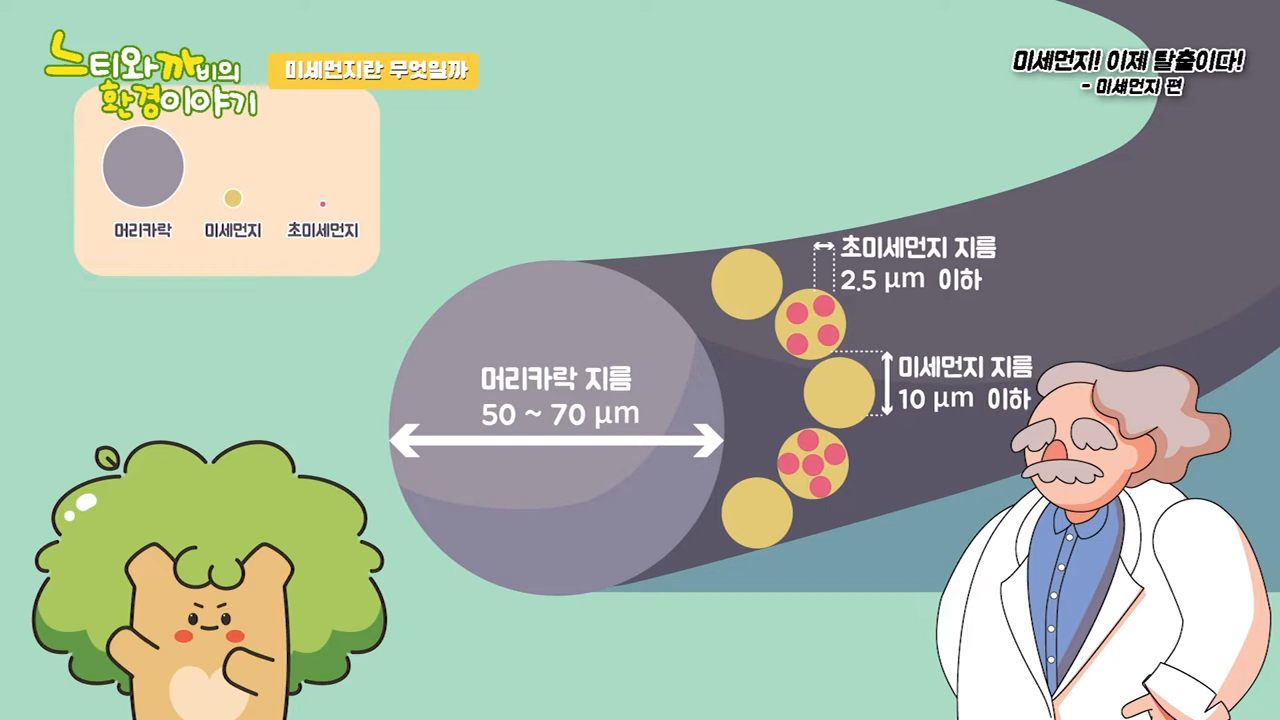 느티와 까비의
환경이야기
미세먼지란 무엇일까
미세먼지! 이제 탈출이다!
- 미세먼지 편
머리카락
미세먼지
초미세먼지
초미세먼지 지름
2.5 μm 이하
미세먼지 지름
10 μm 이하
머리카락 지름
50 ~ 70 μm